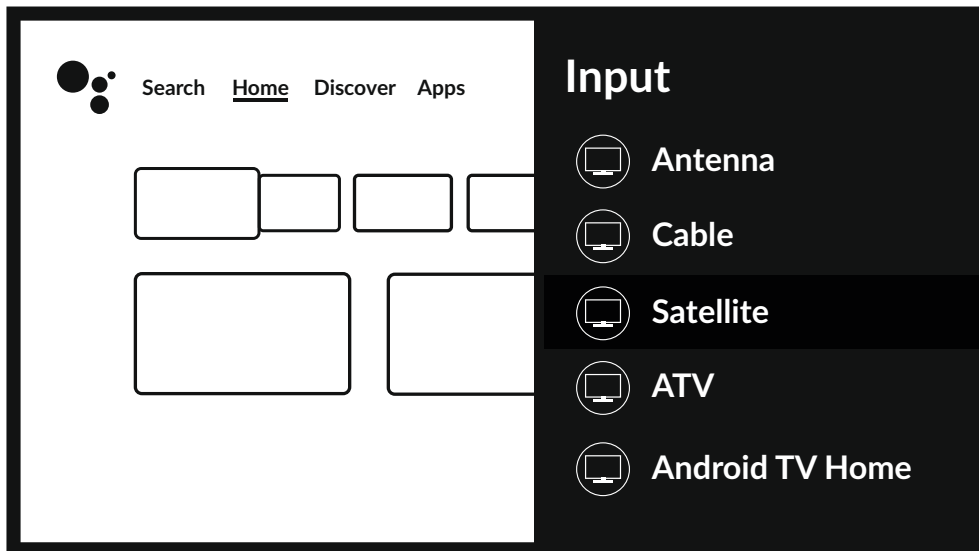 Search Home Discover Apps
Input
Antenna
Cable
Satellite
ATV
Android TV Home